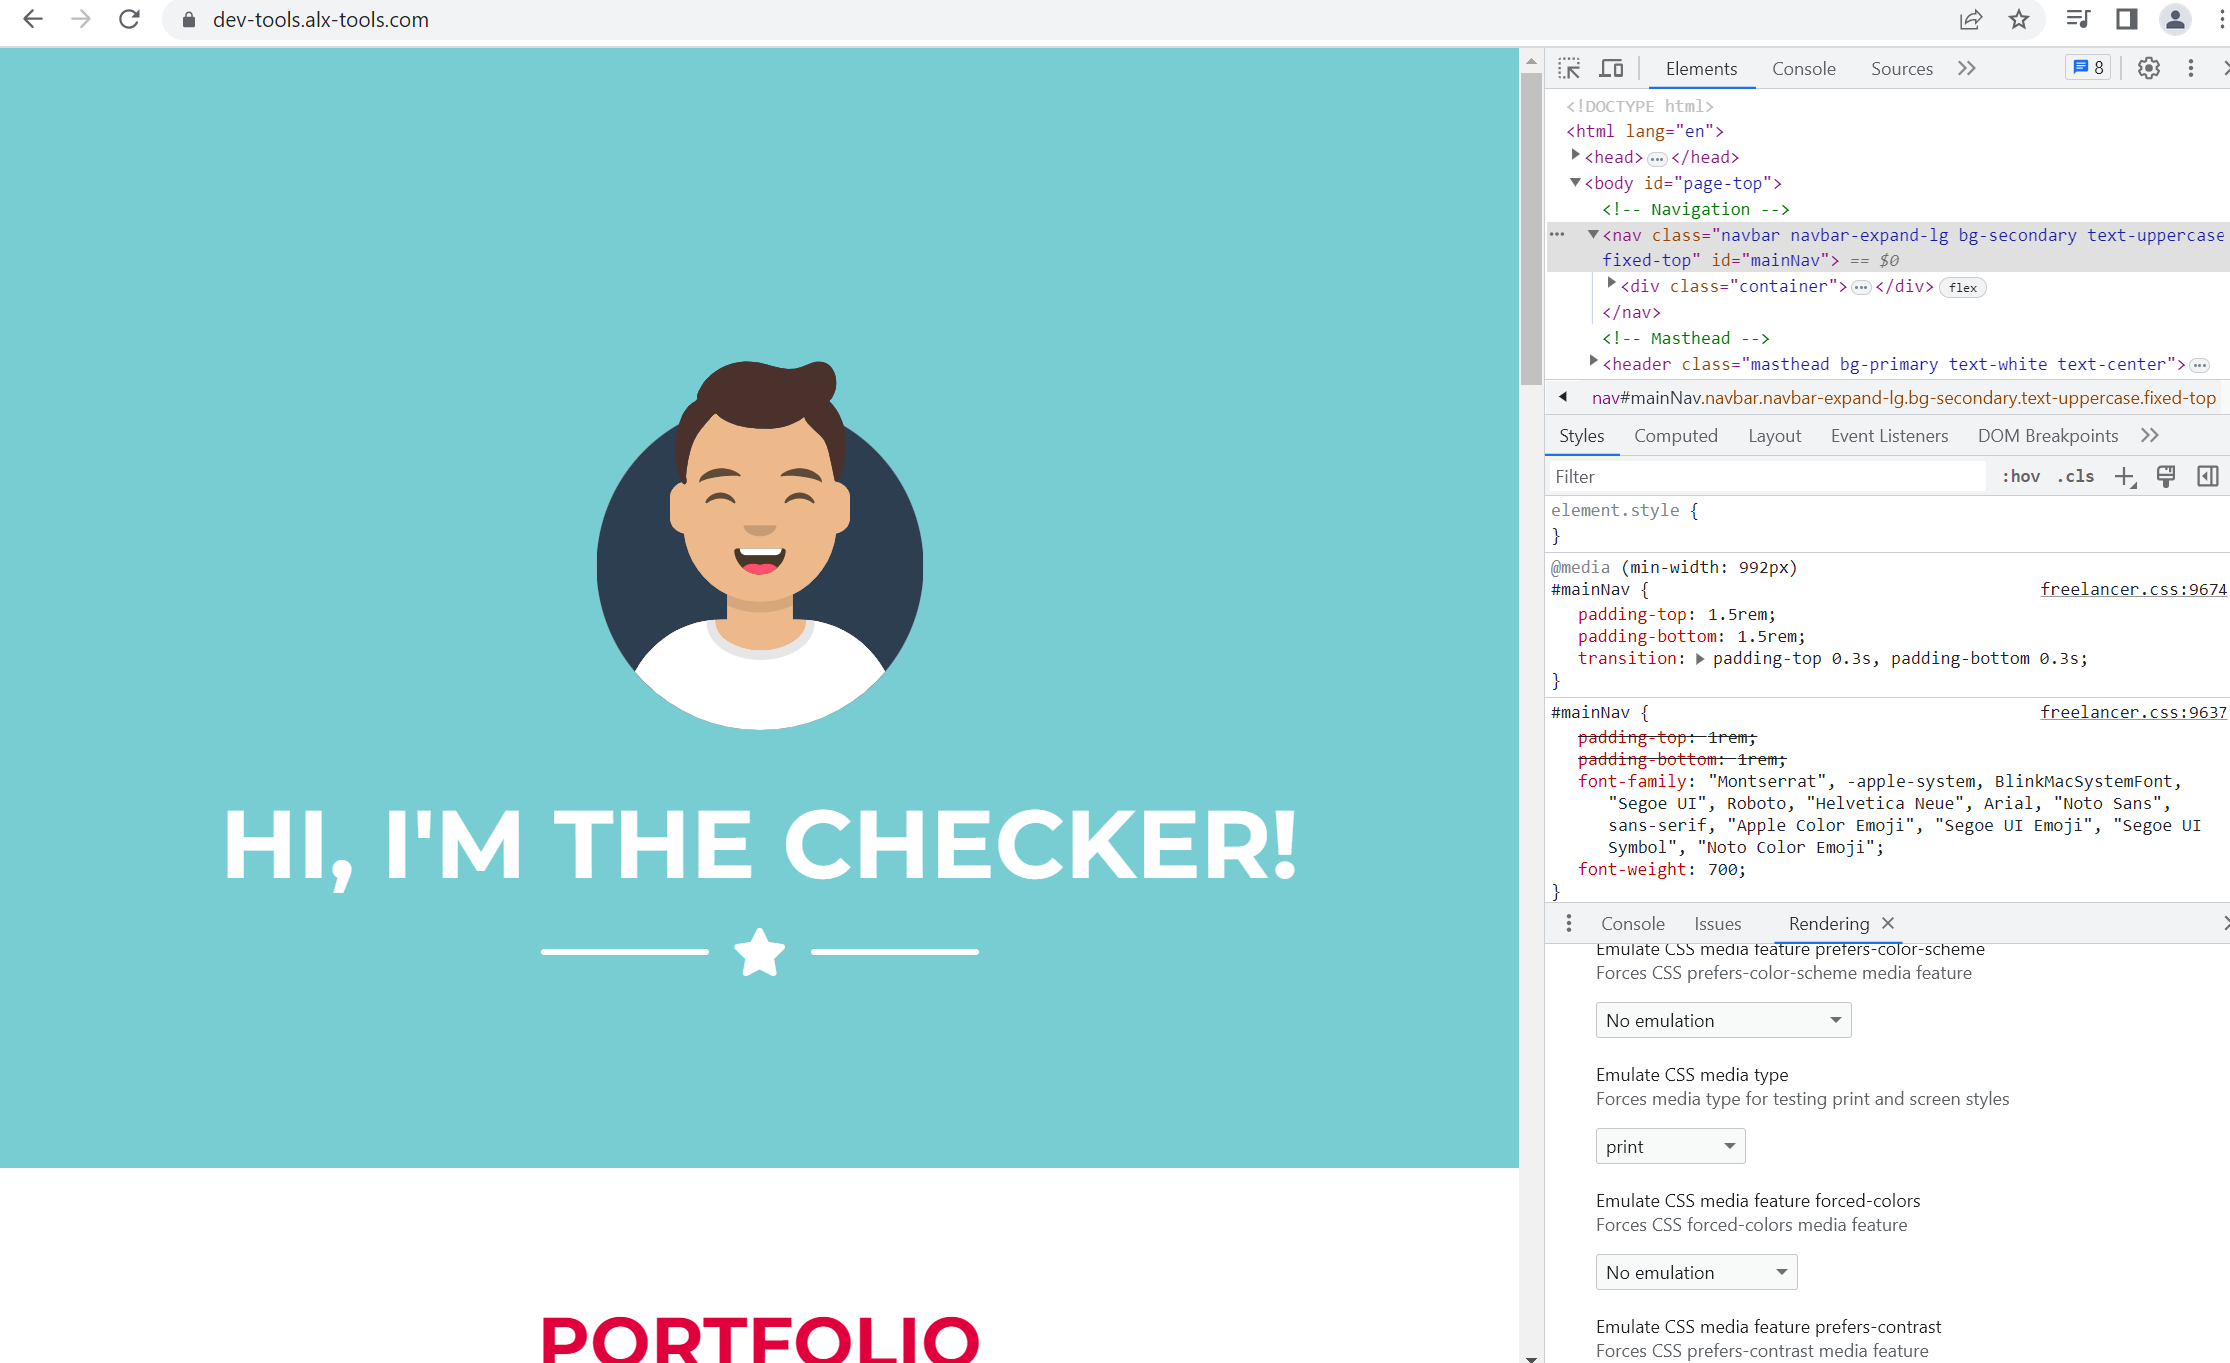 dev-tools.alx-tools.com
HI, I'M THE CHECKER!
PORTFOLIO
Elements Console Sources 8
<!DOCTYPE html>
<html lang="en">
<head>…</head>
<body id="page-top">
<!-- Navigation -->
… <nav class="navbar navbar-expand-lg bg-secondary text-uppercase
fixed-top" id="mainNav"> == $0
<div class="container">…</div> flex
</nav>
<!-- Masthead -->
<header class="masthead bg-primary text-white text-center">…
nav#mainNav.navbar.navbar-expand-lg.bg-secondary.text-uppercase.fixed-top
Styles Computed Layout Event Listeners DOM Breakpoints
Filter :hov .cls
element.style {
}
@media (min-width: 992px)
#mainNav { freelancer.css:9674
padding-top: 1.5rem;
padding-bottom: 1.5rem;
transition: padding-top 0.3s, padding-bottom 0.3s;
}
#mainNav { freelancer.css:9637
padding-top: 1rem;
padding-bottom: 1rem;
font-family: "Montserrat", -apple-system, BlinkMacSystemFont,
"Segoe UI", Roboto, "Helvetica Neue", Arial, "Noto Sans",
sans-serif, "Apple Color Emoji", "Segoe UI Emoji", "Segoe UI
Symbol", "Noto Color Emoji";
font-weight: 700;
}
Console Issues Rendering
Emulate CSS media feature prefers-color-scheme
Forces CSS prefers-color-scheme media feature
No emulation
Emulate CSS media type
Forces media type for testing print and screen styles
print
Emulate CSS media feature forced-colors
Forces CSS forced-colors media feature
No emulation
Emulate CSS media feature prefers-contrast
Forces CSS prefers-contrast media feature